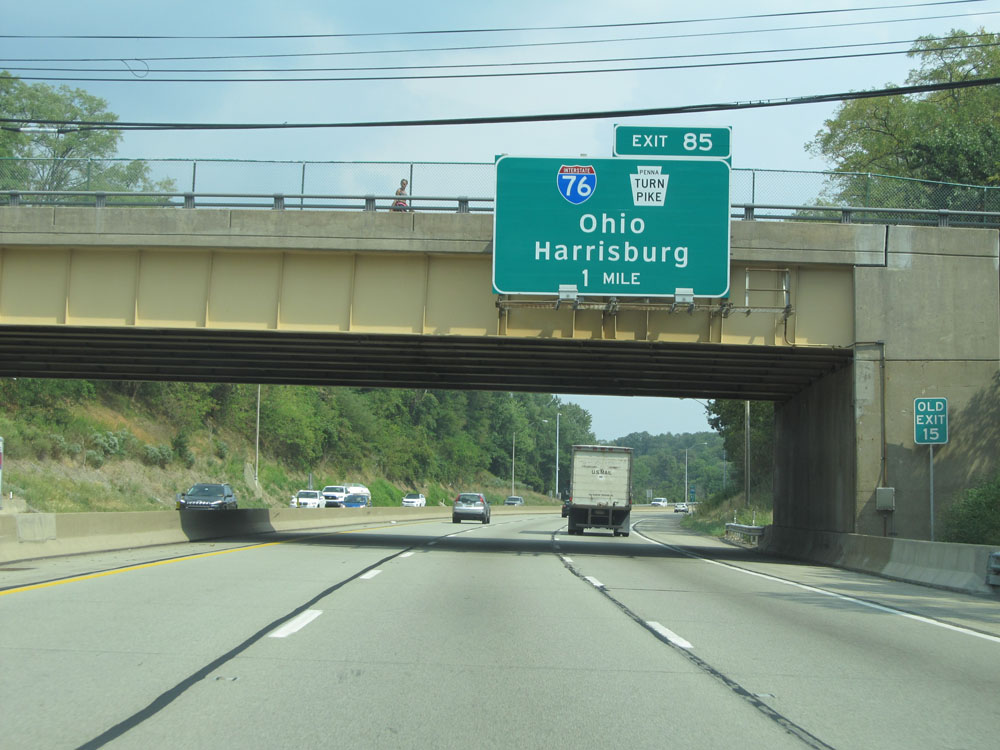 EXIT 85
INTERSTATE
76
PENNA
TURN
PIKE
Ohio
Harrisburg
1 MILE
OLD
EXIT
15
U.S. MAIL